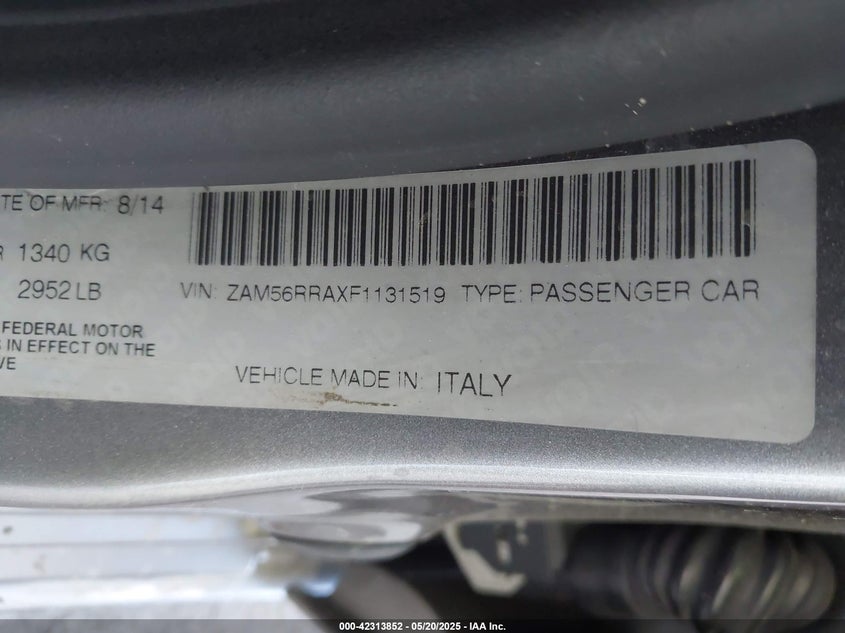 TE OF MFR: 8/14
R 1340 KG
2952 LB
VIN: ZAM56RRAXF1131519 TYPE: PASSENGER CAR
FEDERAL MOTOR
S IN EFFECT ON THE
VE
VEHICLE MADE IN: ITALY
000-42313852 - 05/20/2025 - IAA Inc.